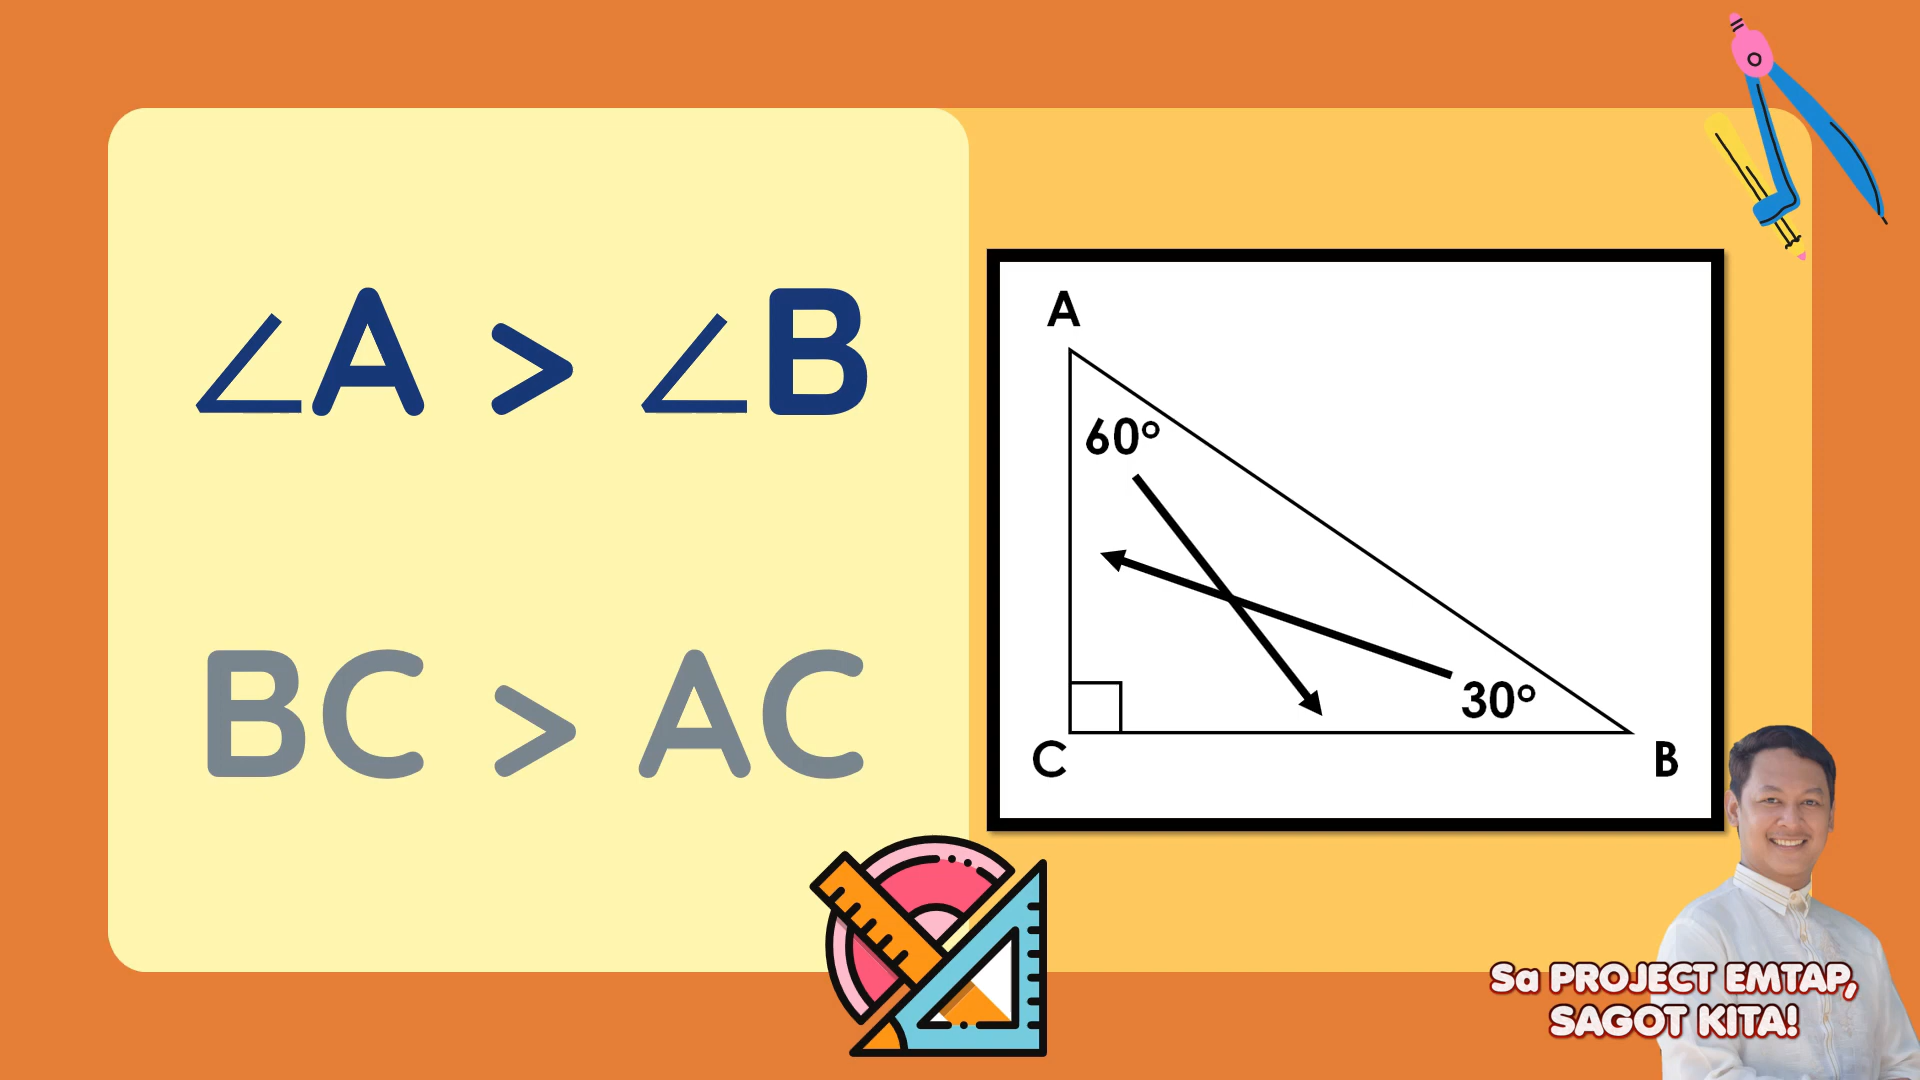 ∠A > ∠B
BC > AC
A
60°
30°
C
B
Sa PROJECT EMTAP,
SAGOT KITA!